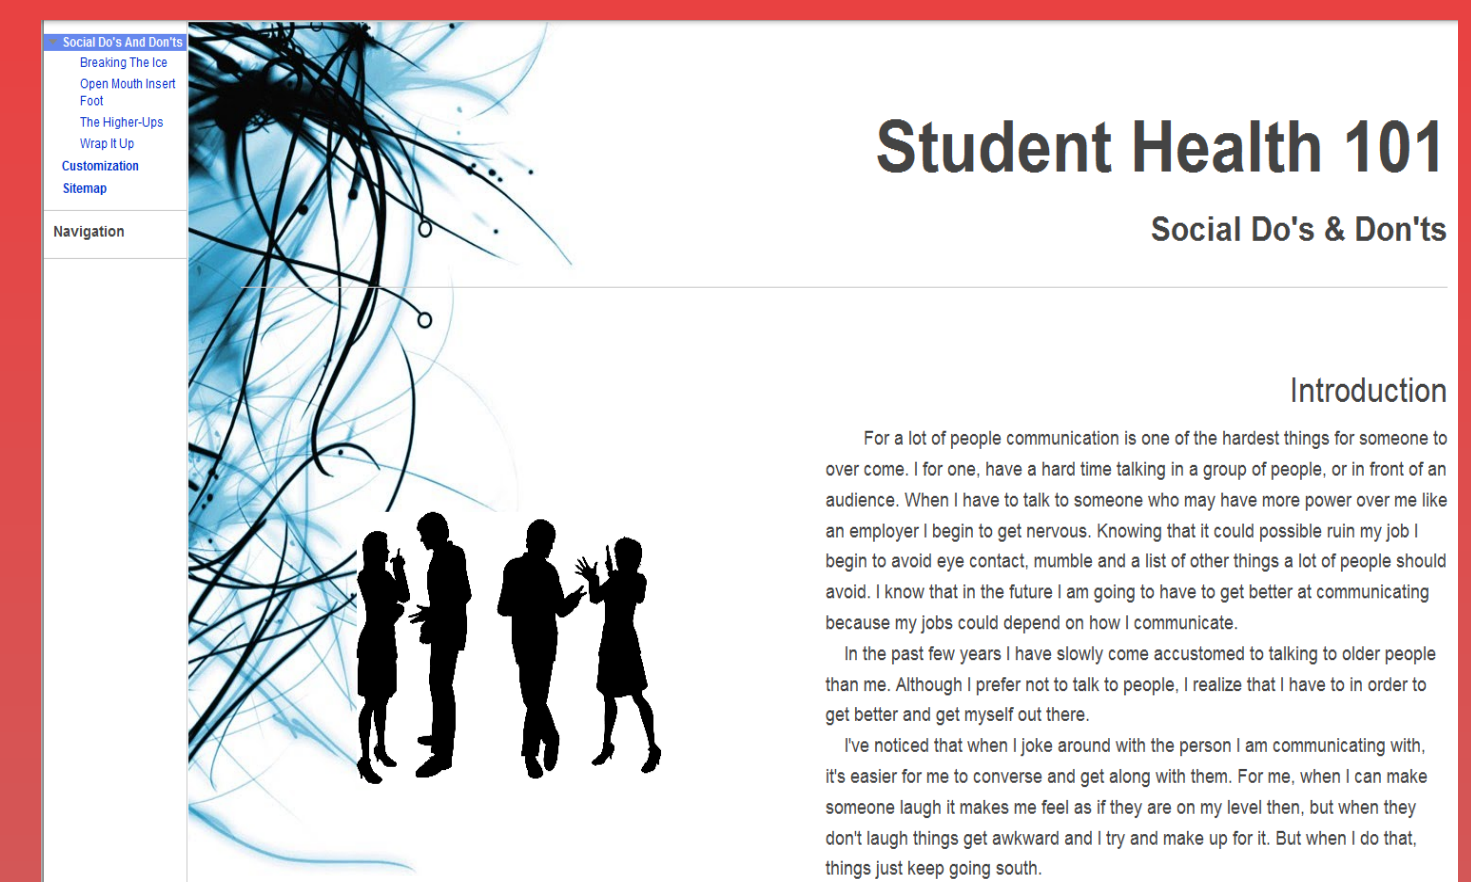 Social Do's And Don'ts
Breaking The Ice
Open Mouth Insert
Foot
The Higher-Ups
Wrap It Up
Customization
Sitemap
Navigation
Student Health 101
Social Do's & Don'ts
Introduction
For a lot of people communication is one of the hardest things for someone to
over come. I for one, have a hard time talking in a group of people, or in front of an
audience. When I have to talk to someone who may have more power over me like
an employer I begin to get nervous. Knowing that it could possible ruin my job I
begin to avoid eye contact, mumble and a list of other things a lot of people should
avoid. I know that in the future I am going to have to get better at communicating
because my jobs could depend on how I communicate.
In the past few years I have slowly come accustomed to talking to older people
than me. Although I prefer not to talk to people, I realize that I have to in order to
get better and get myself out there.
I've noticed that when I joke around with the person I am communicating with,
it's easier for me to converse and get along with them. For me, when I can make
someone laugh it makes me feel as if they are on my level then, but when they
don't laugh things get awkward and I try and make up for it. But when I do that,
things just keep going south.